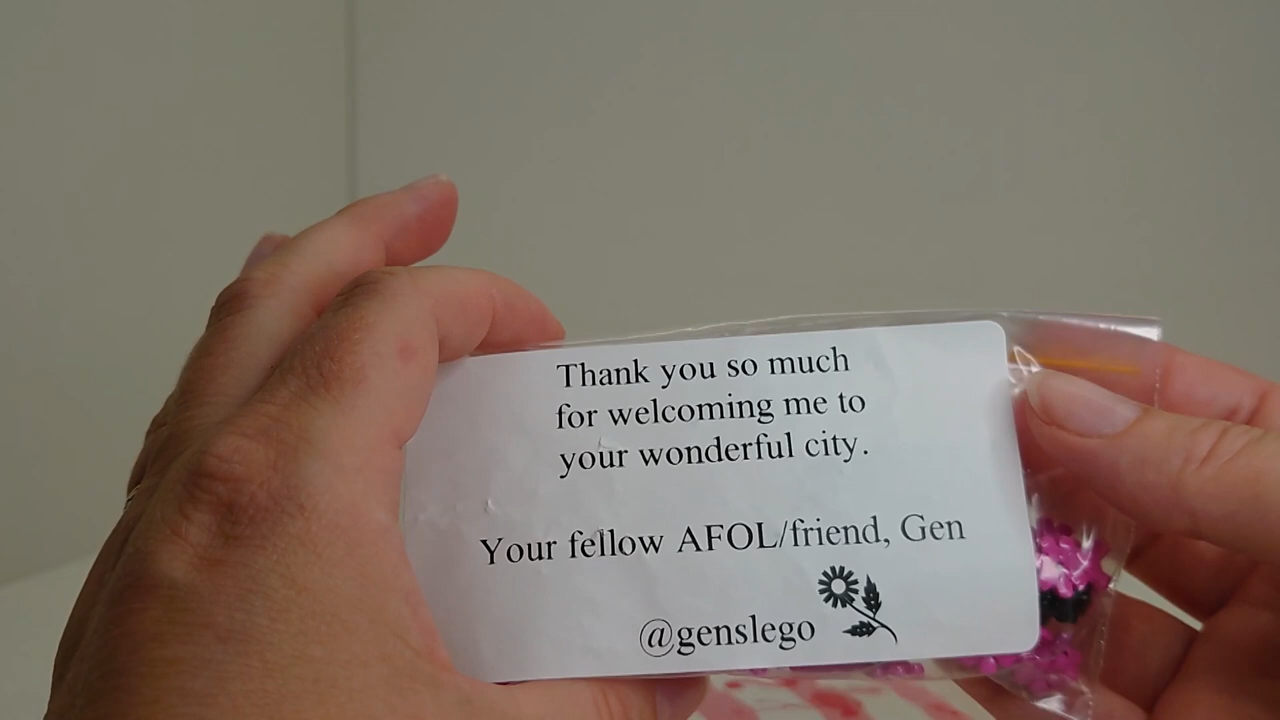 Thank you so much
for welcoming me to
your wonderful city.
Your fellow AFOL/friend, Gen
@genslego